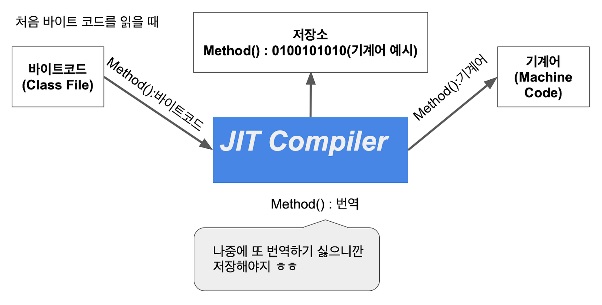 처음 바이트 코드를 읽을 때
저장소
Method() : 0100101010(기계어 예시)
바이트코드
(Class File)
Method():바이트코드
Method():기계어
기계어
(Machine
Code)
JIT Compiler
Method() : 번역
나중에 또 번역하기 싫으니깐
저장해야지 ㅎㅎ